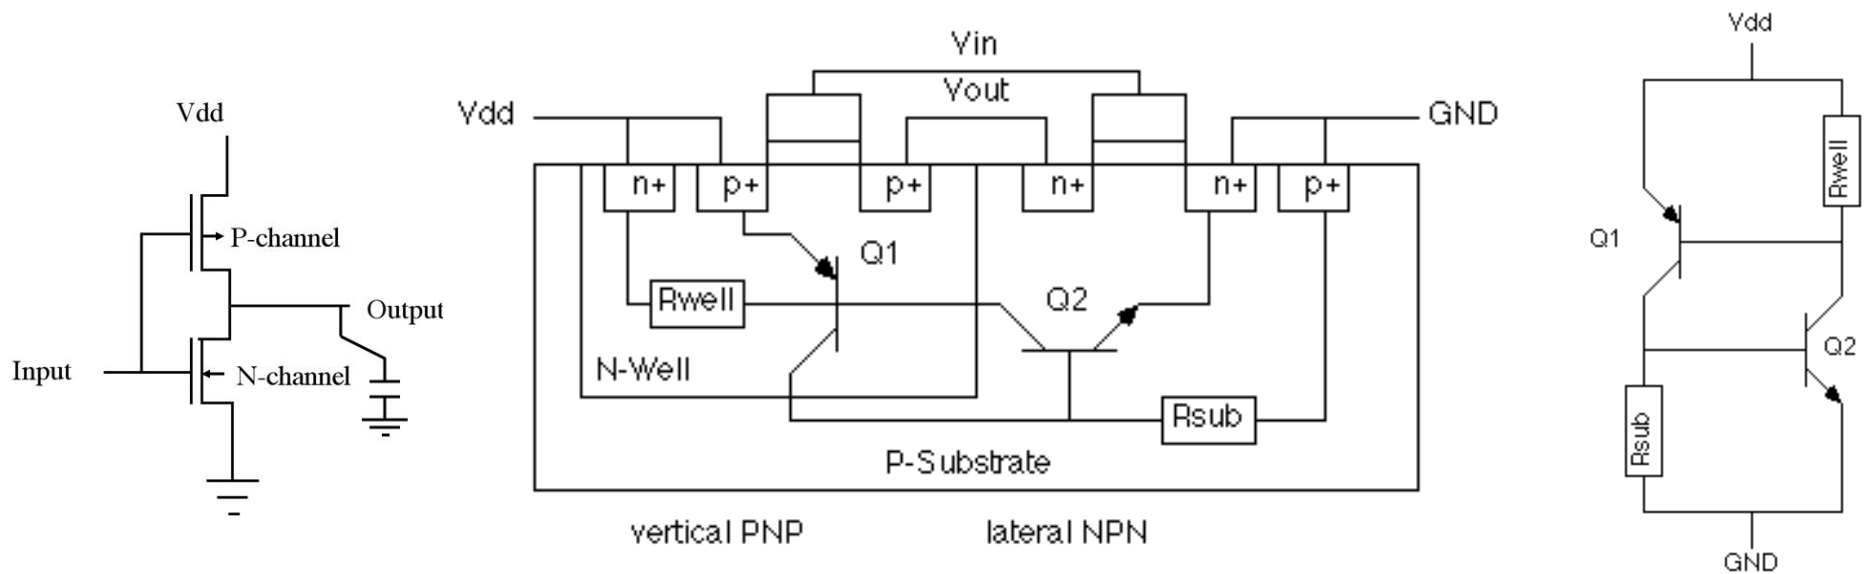 Vdd
P-channel
Output
Input
N-channel
Vin
Vout
Vdd
GND
n+
p+
p+
n+
n+
p+
Q1
Rwell
Q2
N-Well
Rsub
P-Substrate
vertical PNP
lateral NPN
Vdd
Rwell
Q1
Q2
Rsub
GND